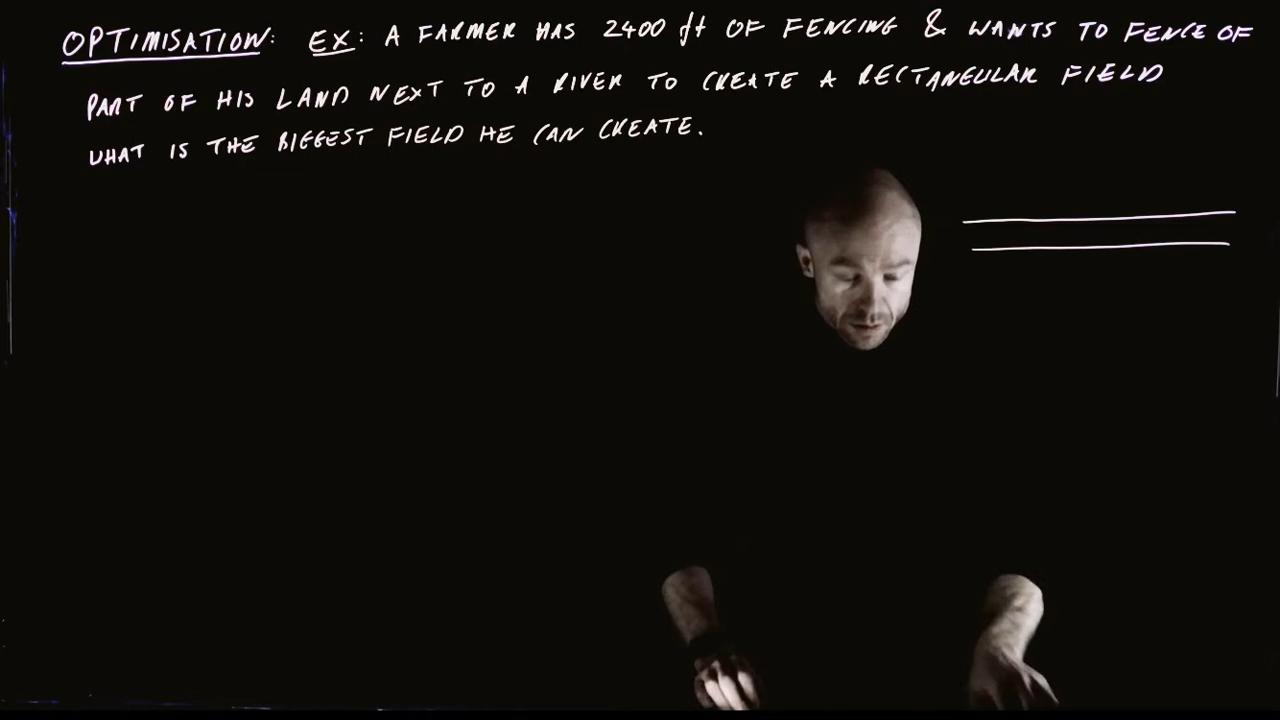 OPTIMISATION: EX: A FARMER HAS 2400 ft OF FENCING & WANTS TO FENCE OF
PART OF HIS LAND NEXT TO A RIVER TO CREATE A RECTANGULAR FIELD
WHAT IS THE BIGGEST FIELD HE CAN CREATE.